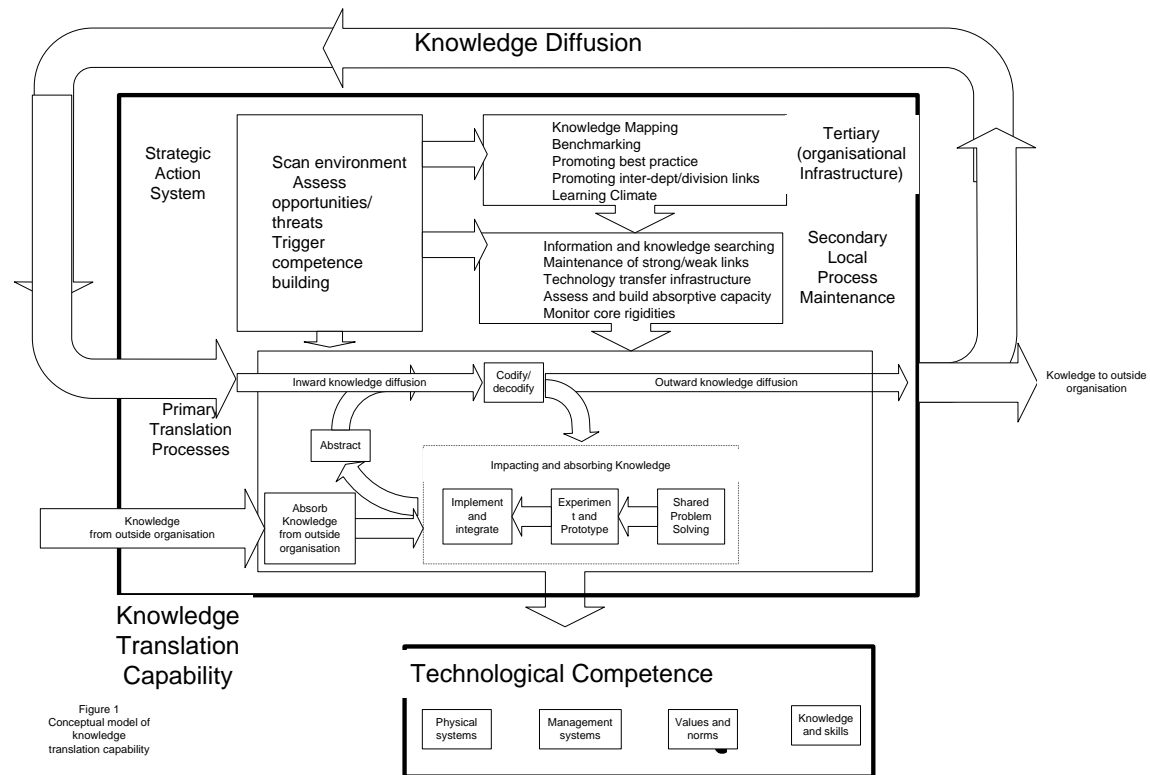 Knowledge Diffusion
Strategic
Action
System
Scan environment
Assess
opportunities/
threats
Trigger
competence
building
Knowledge Mapping
Benchmarking
Promoting best practice
Promoting inter-dept/division links
Learning Climate
Tertiary
(organisational
Infrastructure)
Information and knowledge searching
Maintenance of strong/weak links
Technology transfer infrastructure
Assess and build absorptive capacity
Monitor core rigidities
Secondary
Local
Process
Maintenance
Inward knowledge diffusion
Codify/
decodify
Outward knowledge diffusion
Kowledge to outside
organisation
Primary
Translation
Processes
Abstract
Impacting and absorbing Knowledge
Implement
and
integrate
Experimen
t and
Prototype
Shared
Problem
Solving
Knowledge
from outside organisation
Absorb
Knowledge
from outside
organisation
Knowledge
Translation
Capability
Technological Competence
Physical
systems
Management
systems
Values and
norms
Knowledge
and skills
Figure 1
Conceptual model of
knowledge
translation capability